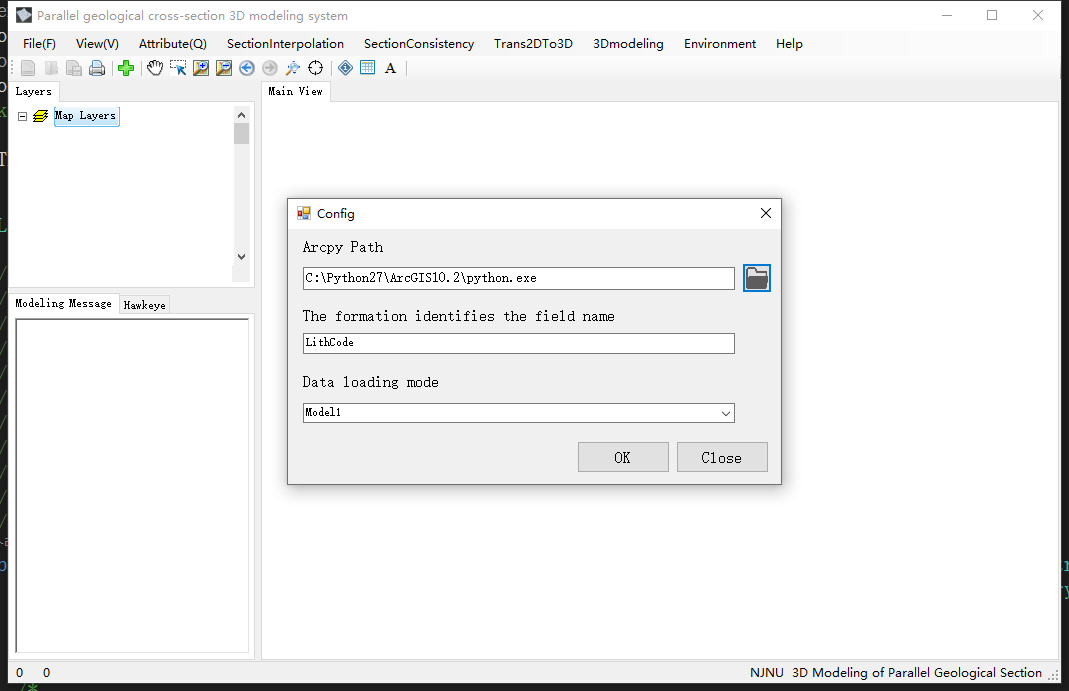 Parallel geological cross-section 3D modeling system
File(F) View(V) Attribute(Q) SectionInterpolation SectionConsistency Trans2DTo3D 3Dmodeling Environment Help
A
Layers
Main View
Map Layers
Config
Arcpy Path
C:\Python27\ArcGIS10.2\python.exe
The formation identifies the field name
LithCode
Data loading mode
Model1
OK Close
Modeling Message Hawkeye
0 0
NJNU 3D Modeling of Parallel Geological Section